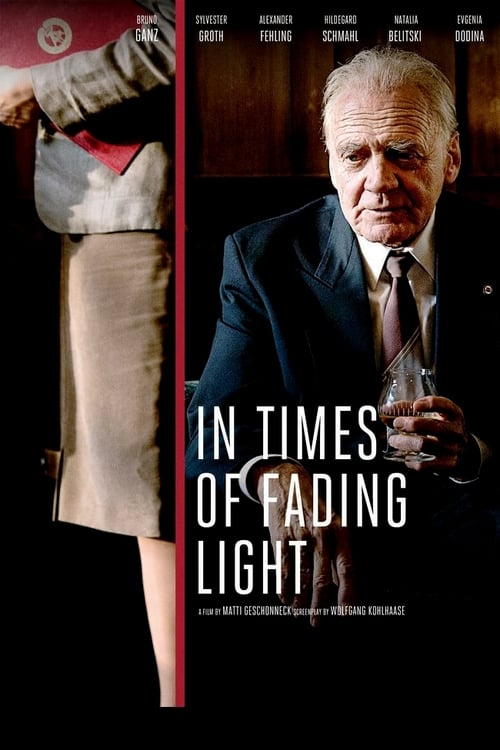 BRUNO SYLVESTER ALEXANDER HILDEGARD NATALIA EVGENIA
GANZ GROTH FEHLING SCHMAHL BELITSKI DODINA
IN TIMES
OF FADING
LIGHT
A FILM BY MATTI GESCHONNECK SCREENPLAY BY WOLFGANG KOHLHAASE